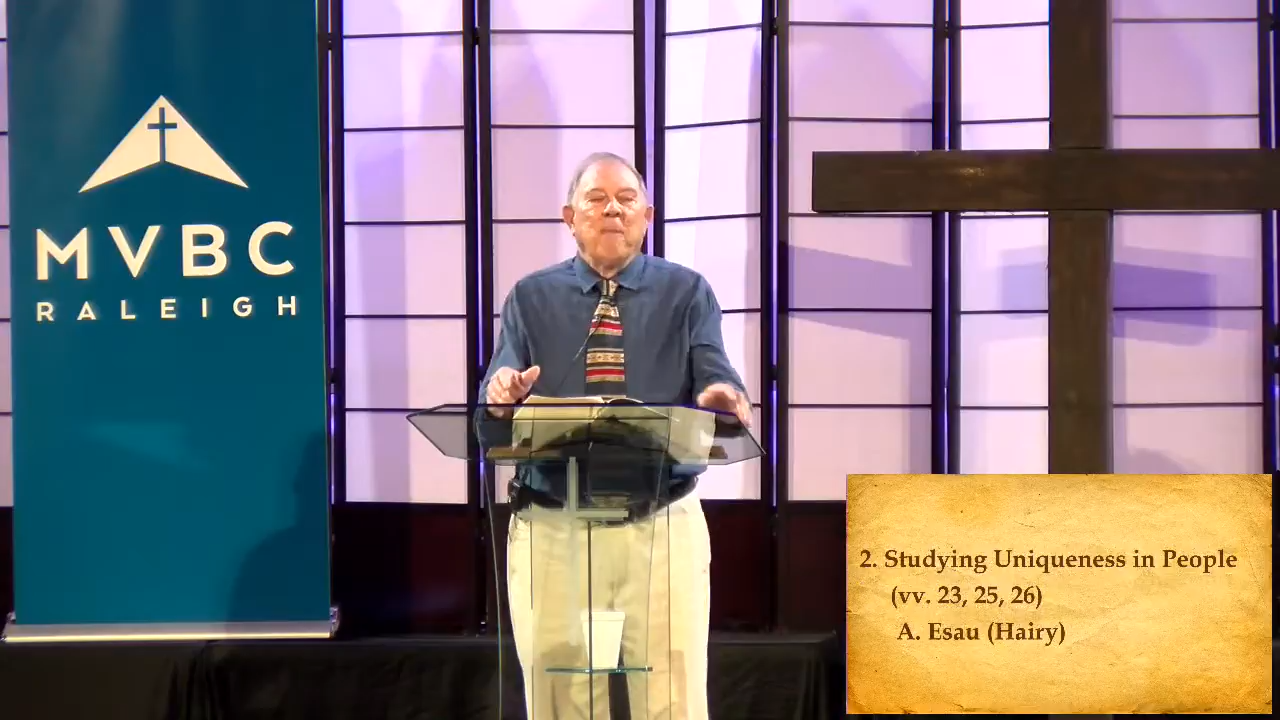 MVBC
RALEIGH
2. Studying Uniqueness in People
(vv. 23, 25, 26)
A. Esau (Hairy)